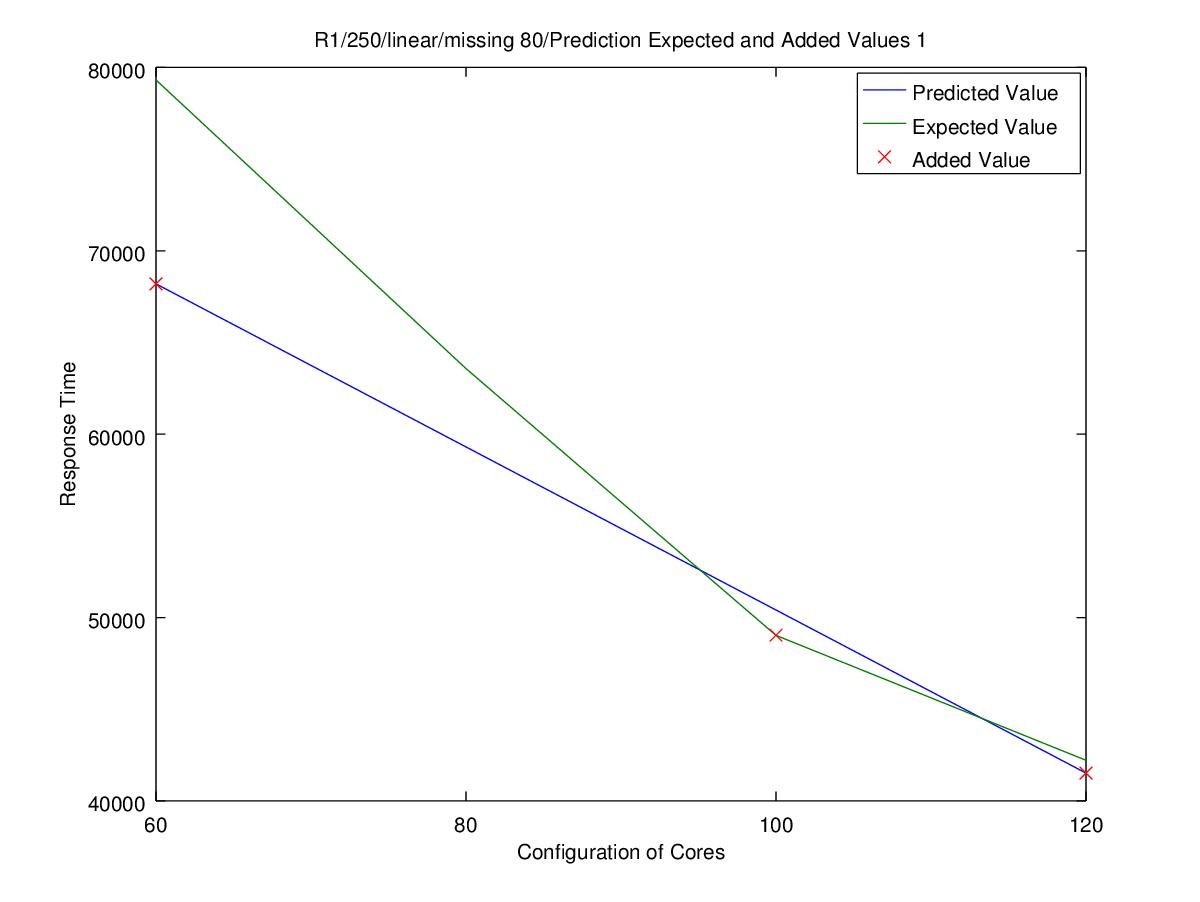 R1/250/linear/missing 80/Prediction Expected and Added Values 1
80000
70000
60000
50000
40000
60
80
100
120
Response Time
Configuration of Cores
Predicted Value
Expected Value
Added Value